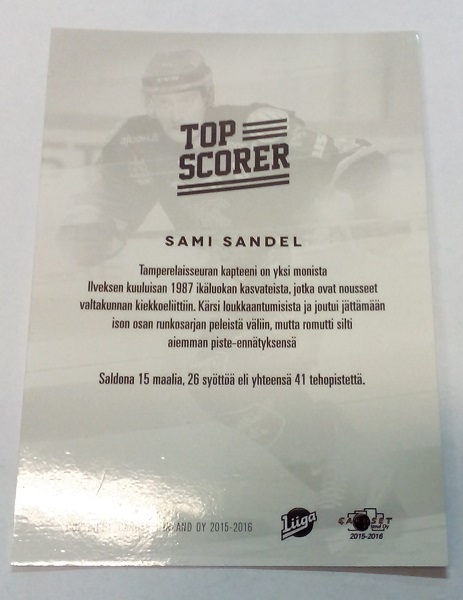 TOP
SCORER
SAMI SANDEL
Tamperelaisseuran kapteeni on yksi monista
Ilveksen kuuluisan 1987 ikäluokan kasvateista, jotka ovat nousseet
valtakunnan kiekkoeliittiin. Kärsi loukkaantumisista ja joutui jättämään
ison osan runkosarjan peleistä väliin, mutta romutti silti
aiemman piste-ennätyksensä
Saldona 15 maalia, 26 syöttöä eli yhteensä 41 tehopistettä.
OY 2015-2016
Liiga
CARDSET
2015-2016